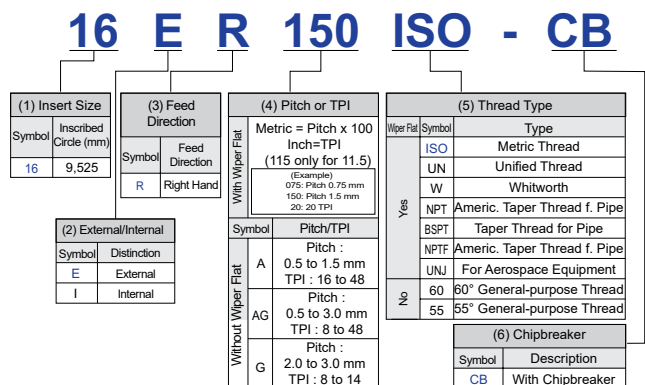 16 E R 150 ISO - CB
(1) Insert Size
Symbol Inscribed Circle (mm)
16 9,525
(2) External/Internal
Symbol Distinction
E External
I Internal
(3) Feed Direction
Symbol Feed Direction
R Right Hand
(4) Pitch or TPI
With Wiper Flat
Metric = Pitch x 100
Inch=TPI
(115 only for 11.5)
(Example)
075: Pitch 0.75 mm
150: Pitch 1.5 mm
20: 20 TPI
Symbol Pitch/TPI
Without Wiper Flat
A
Pitch :
0.5 to 1.5 mm
TPI : 16 to 48
AG
Pitch :
0.5 to 3.0 mm
TPI : 8 to 48
G
Pitch :
2.0 to 3.0 mm
TPI : 8 to 14
(5) Thread Type
Wiper Flat Symbol Type
Yes
ISO Metric Thread
UN Unified Thread
W Whitworth
NPT Americ. Taper Thread f. Pipe
BSPT Taper Thread for Pipe
NPTF Americ. Taper Thread f. Pipe
UNJ For Aerospace Equipment
No
60 60° General-purpose Thread
55 55° General-purpose Thread
(6) Chipbreaker
Symbol Description
CB With Chipbreaker